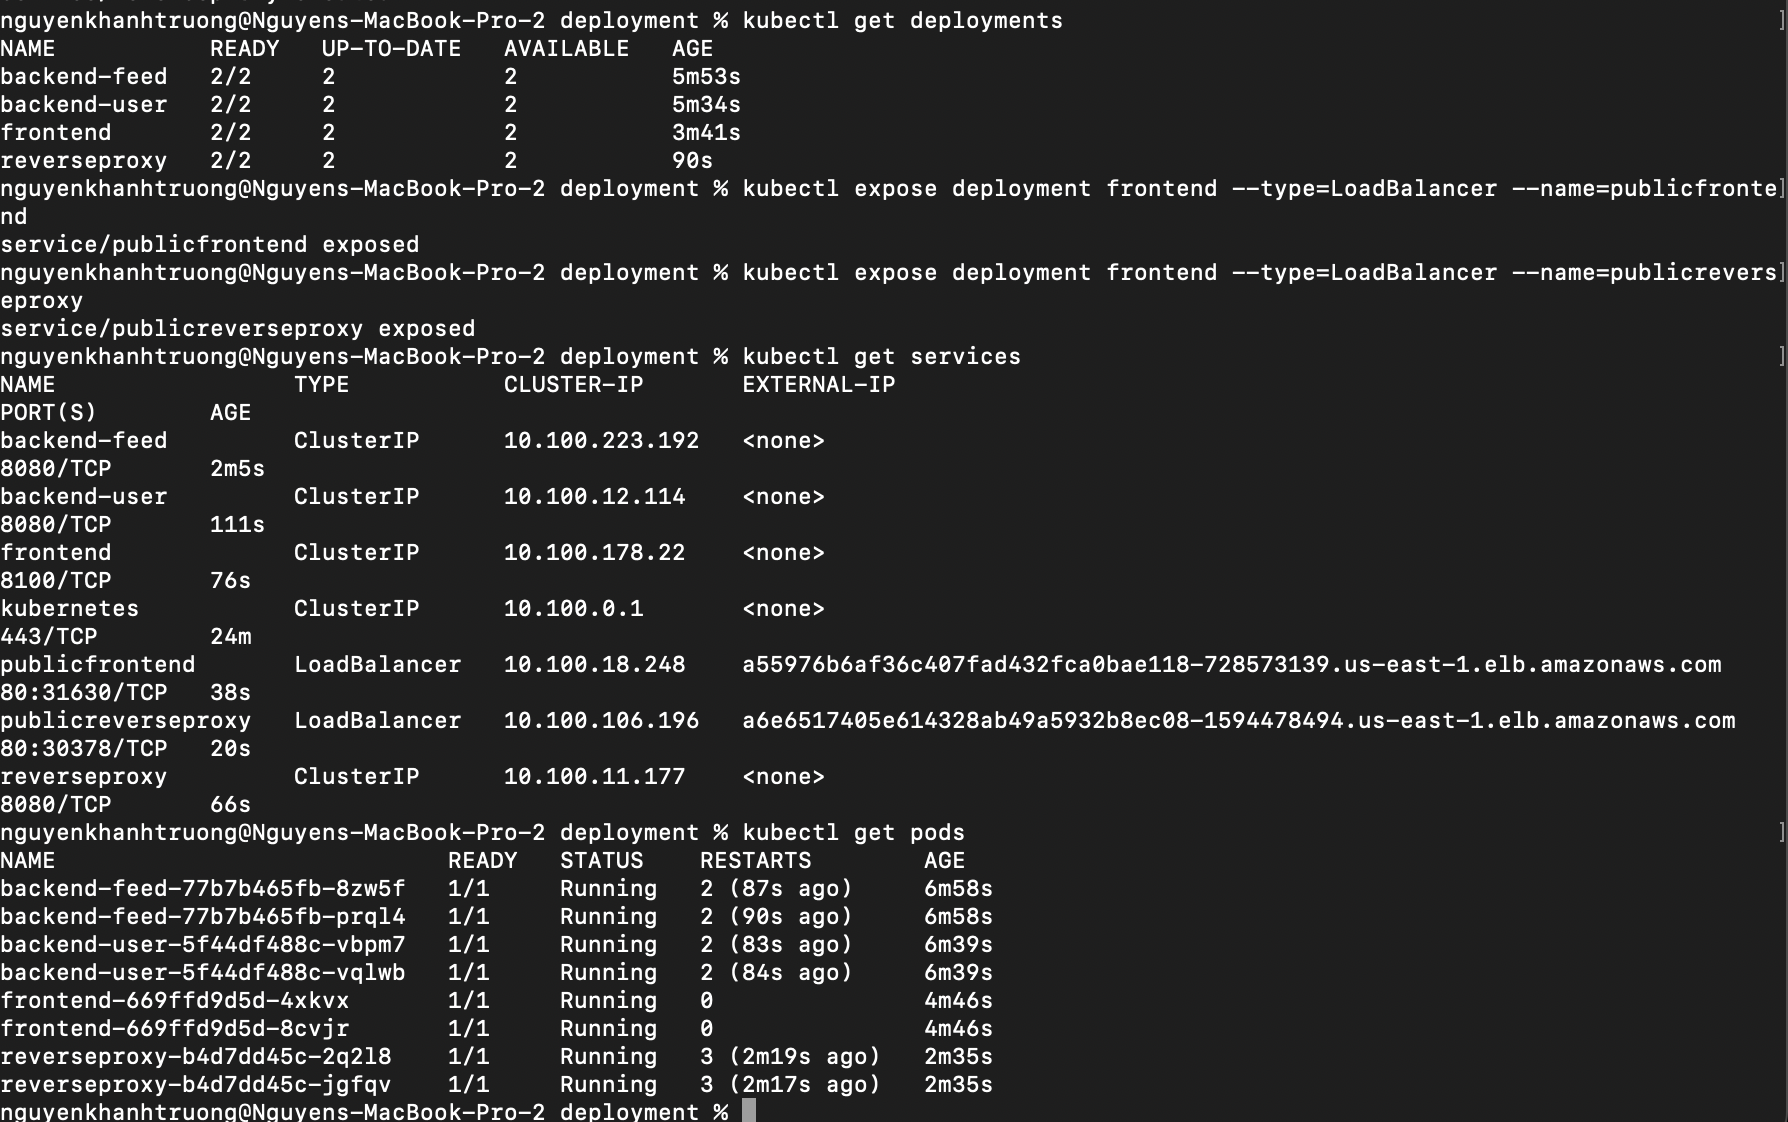 nguyenkhanhtruong@Nguyens-MacBook-Pro-2 deployment % kubectl get deployments
NAME READY UP-TO-DATE AVAILABLE AGE
backend-feed 2/2 2 2 5m53s
backend-user 2/2 2 2 5m34s
frontend 2/2 2 2 3m41s
reverseproxy 2/2 2 2 90s
nguyenkhanhtruong@Nguyens-MacBook-Pro-2 deployment % kubectl expose deployment frontend --type=LoadBalancer --name=publicfronte
nd
service/publicfrontend exposed
nguyenkhanhtruong@Nguyens-MacBook-Pro-2 deployment % kubectl expose deployment frontend --type=LoadBalancer --name=publicrevers
eproxy
service/publicreverseproxy exposed
nguyenkhanhtruong@Nguyens-MacBook-Pro-2 deployment % kubectl get services
NAME TYPE CLUSTER-IP EXTERNAL-IP
PORT(S) AGE
backend-feed ClusterIP 10.100.223.192 <none>
8080/TCP 2m5s
backend-user ClusterIP 10.100.12.114 <none>
8080/TCP 111s
frontend ClusterIP 10.100.178.22 <none>
8100/TCP 76s
kubernetes ClusterIP 10.100.0.1 <none>
443/TCP 24m
publicfrontend LoadBalancer 10.100.18.248 a55976b6af36c407fad432fca0bae118-728573139.us-east-1.elb.amazonaws.com
80:31630/TCP 38s
publicreverseproxy LoadBalancer 10.100.106.196 a6e6517405e614328ab49a5932b8ec08-1594478494.us-east-1.elb.amazonaws.com
80:30378/TCP 20s
reverseproxy ClusterIP 10.100.11.177 <none>
8080/TCP 66s
nguyenkhanhtruong@Nguyens-MacBook-Pro-2 deployment % kubectl get pods
NAME READY STATUS RESTARTS AGE
backend-feed-77b7b465fb-8zw5f 1/1 Running 2 (87s ago) 6m58s
backend-feed-77b7b465fb-prql4 1/1 Running 2 (90s ago) 6m58s
backend-user-5f44df488c-vbpm7 1/1 Running 2 (83s ago) 6m39s
backend-user-5f44df488c-vqlwb 1/1 Running 2 (84s ago) 6m39s
frontend-669ffd9d5d-4xkvx 1/1 Running 0 4m46s
frontend-669ffd9d5d-8cvjr 1/1 Running 0 4m46s
reverseproxy-b4d7dd45c-2q2l8 1/1 Running 3 (2m19s ago) 2m35s
reverseproxy-b4d7dd45c-jgfqv 1/1 Running 3 (2m17s ago) 2m35s
nguyenkhanhtruong@Nguyens-MacBook-Pro-2 deployment %